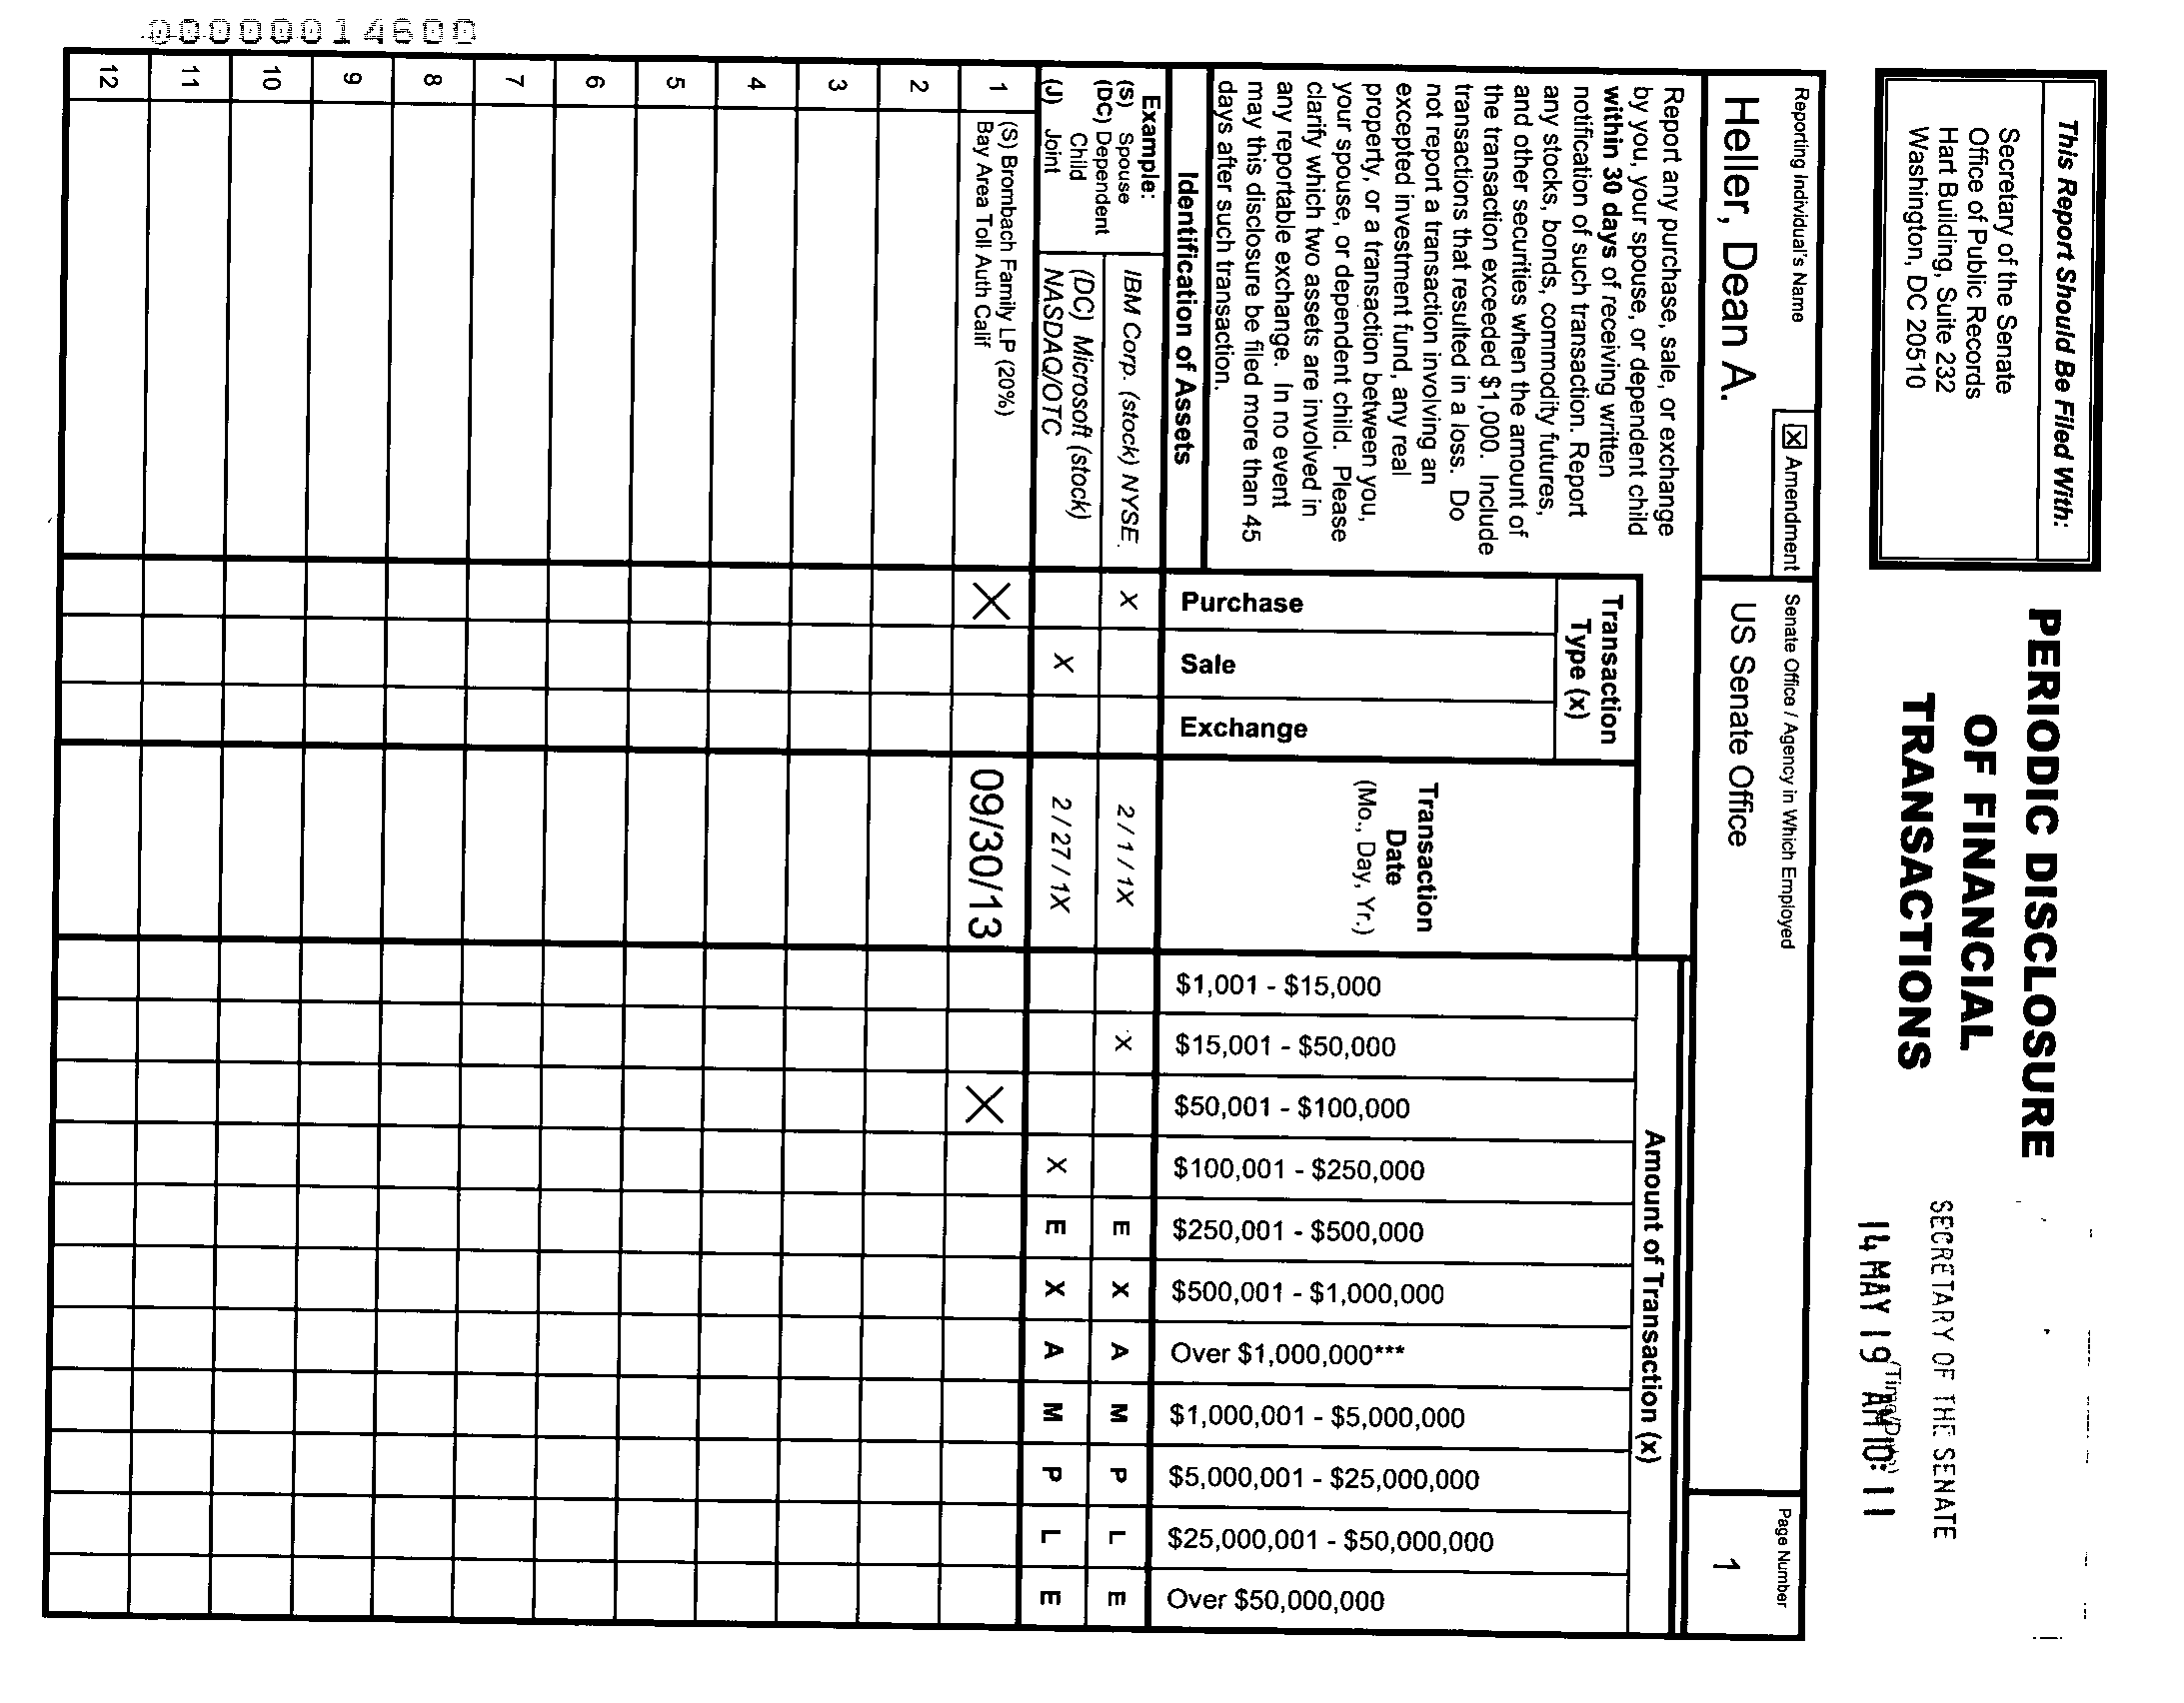 This Report Should Be Filed With:
Secretary of the Senate
Office of Public Records
Hart Building, Suite 232
Washington, DC 20510
PERIODIC DISCLOSURE
OF FINANCIAL
TRANSACTIONS
SECRETARY OF THE SENATE
14 MAY 19 AM 10: 11
Reporting Individual's Name
Heller, Dean A.
X Amendment
Senate Office / Agency in Which Employed
US Senate Office
Page Number
1
Report any purchase, sale, or exchange
by you, your spouse, or dependent child
within 30 days of receiving written
notification of such transaction. Report
any stocks, bonds, commodity futures,
and other securities when the amount of
the transaction exceeded $1,000. Include
transactions that resulted in a loss. Do
not report a transaction involving an
excepted investment fund, any real
property, or a transaction between you,
your spouse, or dependent child. Please
clarify which two assets are involved in
any reportable exchange. In no event
may this disclosure be filed more than 45
days after such transaction.
Identification of Assets
Transaction
Type (x)
Purchase
Sale
Exchange
Transaction
Date
(Mo., Day, Yr.)
Amount of Transaction (x)
$1,001 - $15,000
$15,001 - $50,000
$50,001 - $100,000
$100,001 - $250,000
$250,001 - $500,000
$500,001 - $1,000,000
Over $1,000,000***
$1,000,001 - $5,000,000
$5,000,001 - $25,000,000
$25,000,001 - $50,000,000
Over $50,000,000
Example:
(S) Spouse
(DC) Dependent
Child
(J) Joint
IBM Corp. (stock) NYSE X 2 / 1 / 1X X E X A M P L E
(DC) Microsoft (stock)
NASDAQ/OTC X 2 / 27 / 1X X E X A M P L E
1 (S) Brombach Family LP (20%)
Bay Area Toll Auth Calif X 09/30/13 X
2
3
4
5
6
7
8
9
10
11
12